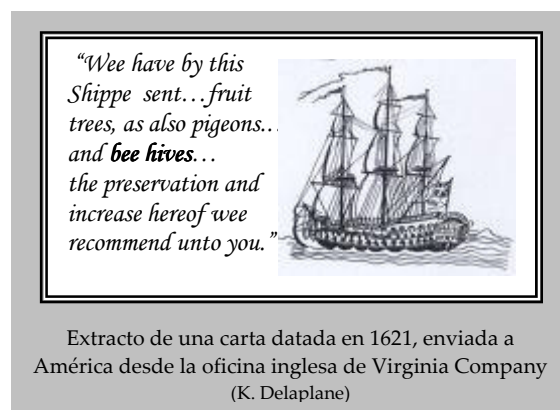 “Wee have by this
Shippe sent…fruit
trees, as also pigeons…
and bee hives…
the preservation and
increase hereof wee
recommend unto you.”
Extracto de una carta datada en 1621, enviada a
América desde la oficina inglesa de Virginia Company
(K. Delaplane)